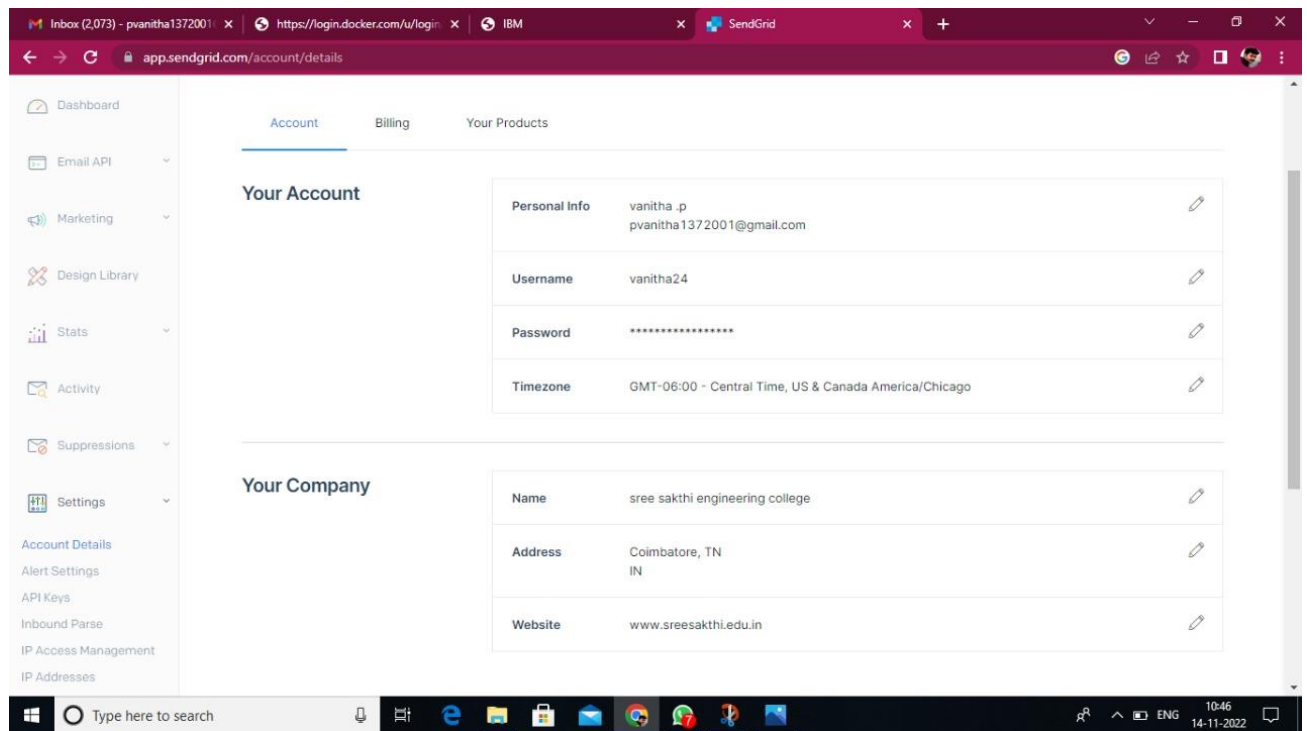 Inbox (2,073) - pvanitha1372001
https://login.docker.com/u/login
IBM
SendGrid
app.sendgrid.com/account/details
Dashboard
Email API
Marketing
Design Library
Stats
Activity
Suppressions
Settings
Account Details
Alert Settings
API Keys
Inbound Parse
IP Access Management
IP Addresses
Account Billing Your Products
Your Account
Personal Info vanitha .p
pvanitha1372001@gmail.com
Username vanitha24
Password *****************
Timezone GMT-06:00 - Central Time, US & Canada America/Chicago
Your Company
Name sree sakthi engineering college
Address Coimbatore, TN
IN
Website www.sreesakthi.edu.in
Type here to search
7
ENG
10:46
14-11-2022